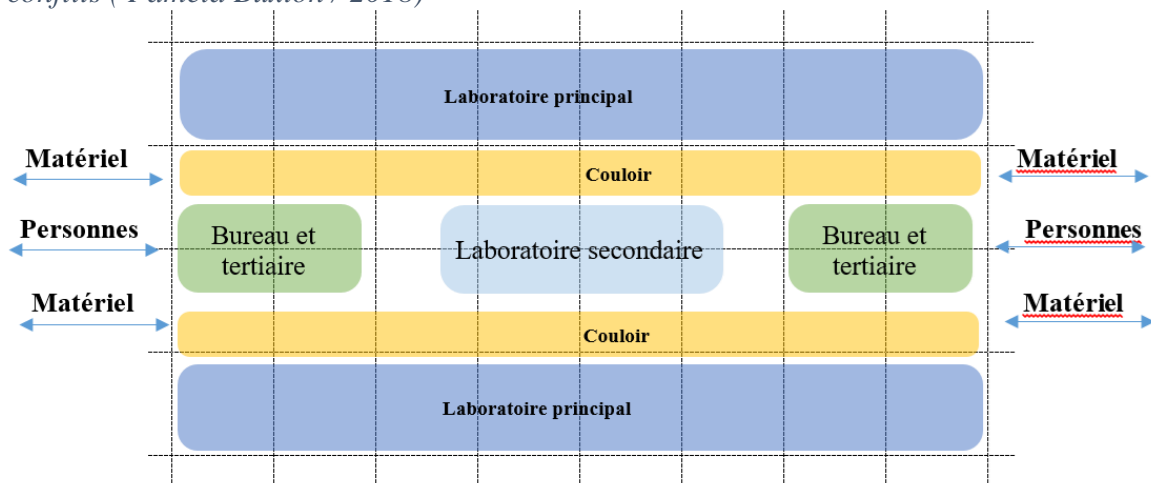 Laboratoire principal
Matériel
Couloir
Matériel
Personnes
Bureau et
tertiaire
Laboratoire secondaire
Bureau et
tertiaire
Personnes
Matériel
Couloir
Matériel
Laboratoire principal